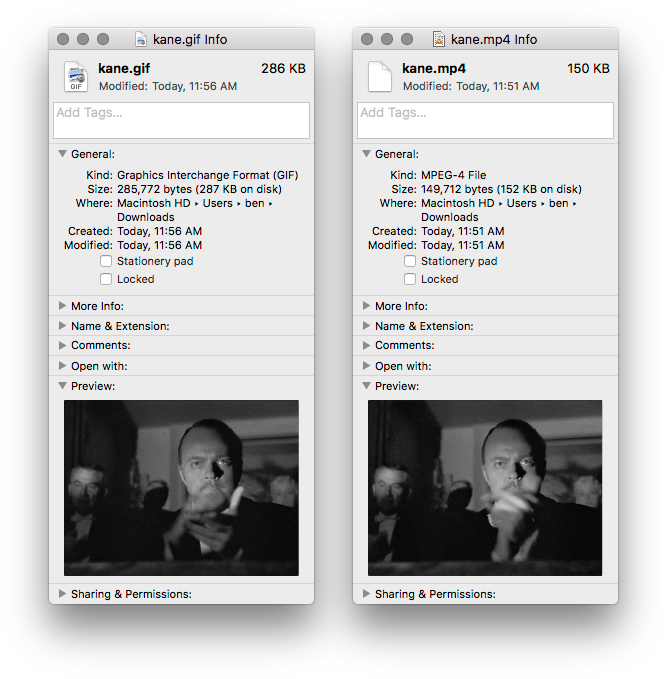 kane.gif Info
GIF
kane.gif 286 KB
Modified: Today, 11:56 AM
Add Tags...
General:
Kind: Graphics Interchange Format (GIF)
Size: 285,772 bytes (287 KB on disk)
Where: Macintosh HD ▸ Users ▸ ben ▸
Downloads
Created: Today, 11:56 AM
Modified: Today, 11:56 AM
Stationery pad
Locked
More Info:
Name & Extension:
Comments:
Open with:
Preview:
Sharing & Permissions:
kane.mp4 Info
kane.mp4 150 KB
Modified: Today, 11:51 AM
Add Tags...
General:
Kind: MPEG-4 File
Size: 149,712 bytes (152 KB on disk)
Where: Macintosh HD ▸ Users ▸ ben ▸
Downloads
Created: Today, 11:51 AM
Modified: Today, 11:51 AM
Stationery pad
Locked
More Info:
Name & Extension:
Comments:
Open with:
Preview:
Sharing & Permissions: